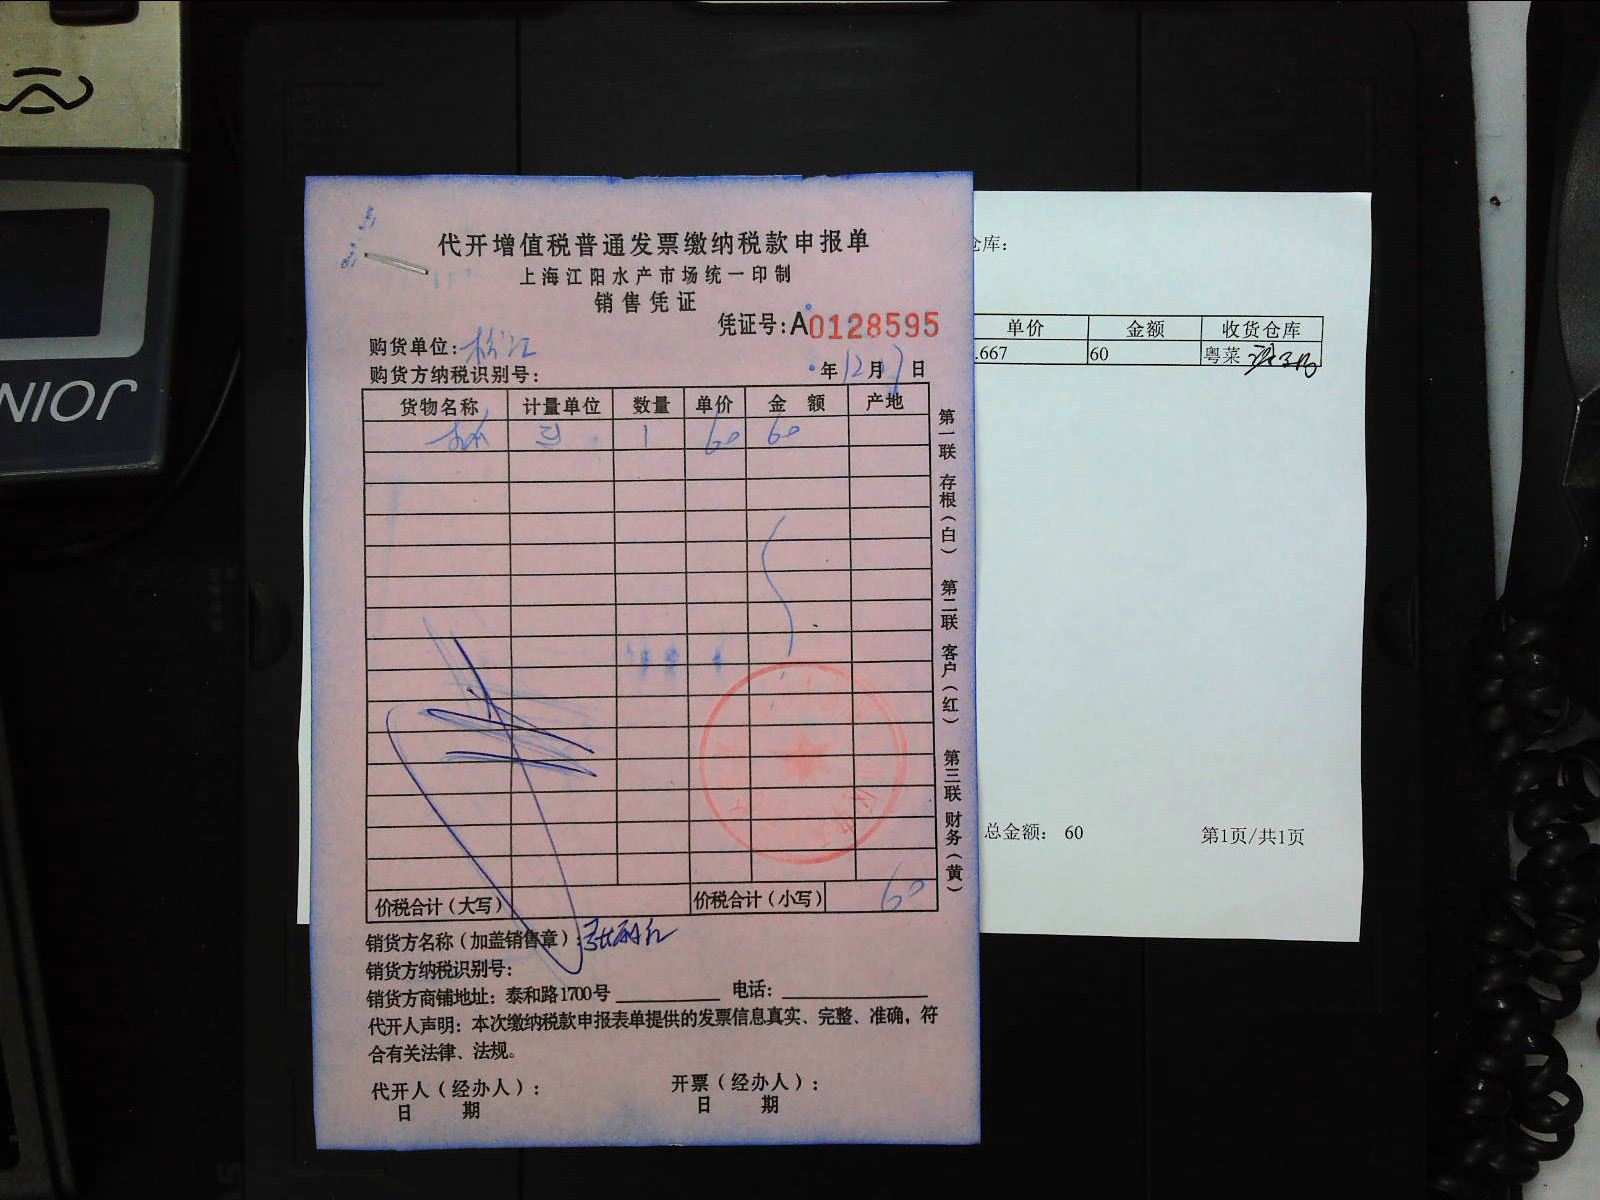 代开增值税普通发票缴纳税款申报单
上海江阳水产市场统一印制
销售凭证
凭证号:A0128595
购货单位:松江
年12月7日
购货方纳税识别号:
货物名称 计量单位 数量 单价 金 额 产地
1 60 60
价税合计(大写) 价税合计(小写) 60
销货方名称(加盖销售章):
销货方纳税识别号:
销货方商铺地址: 泰和路1700号 电话:
代开人声明: 本次缴纳税款申报表单提供的发票信息真实、完整、准确, 符
合有关法律、法规。
代开人(经办人): 开票(经办人):
日 期 日 期
第一联 存根(白) 第二联 客户(红) 第三联 财务(黄)
仓库:
单价 金额 收货仓库
.667 60 粤菜
总金额: 60 第1页/共1页
JOIN